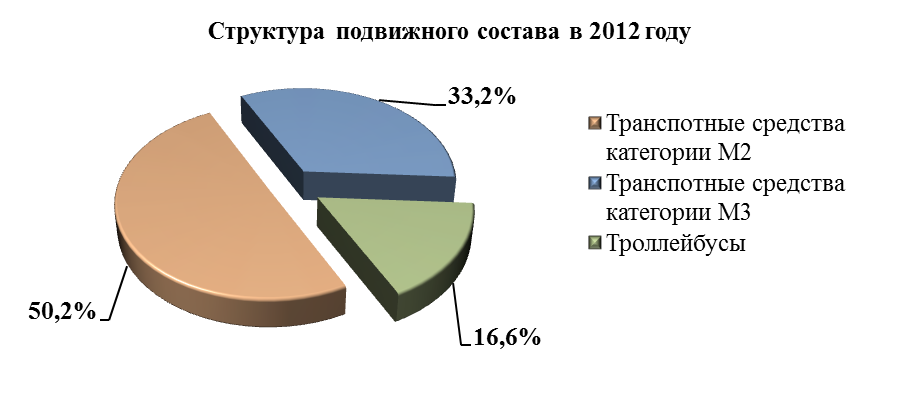 Структура подвижного состава в 2012 году
33,2%
Транспотные средства
категории М2
Транспотные средства
категории М3
Троллейбусы
50,2%
16,6%